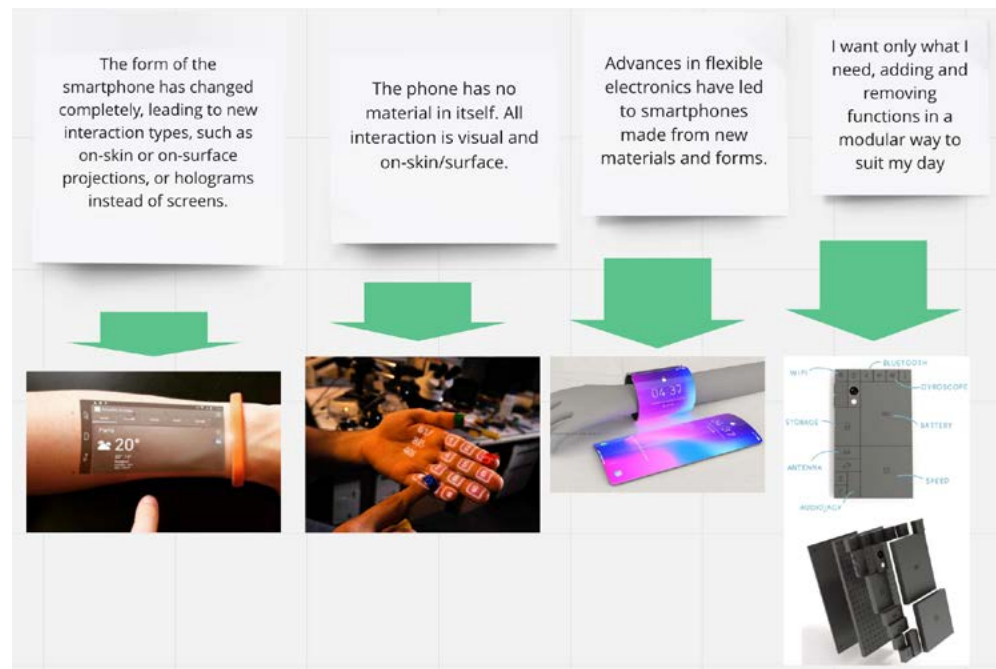 The form of the
smartphone has changed
completely, leading to new
interaction types, such as
on-skin or on-surface
projections, or holograms
instead of screens.
The phone has no
material in itself. All
interaction is visual and
on-skin/surface.
Advances in flexible
electronics have led
to smartphones
made from new
materials and forms.
I want only what I
need, adding and
removing
functions in a
modular way to
suit my day
20°
04 37
BLUETOOTH
WIFI
GYROSCOPE
STORAGE
BATTERY
ANTENNA
SPEED
AUDIOJACK